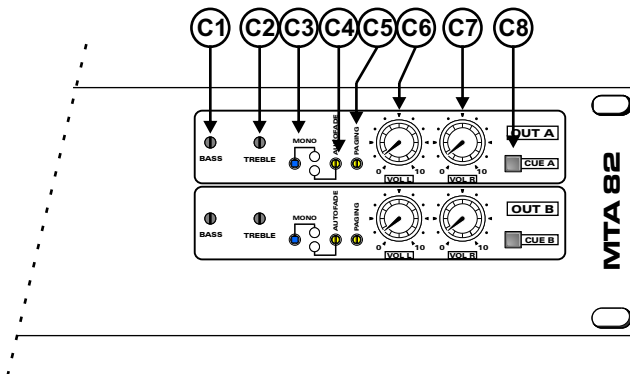 C1 C2 C3 C4 C5 C6 C7 C8
MONO
AUTOFADE
PAGING
OUT A
BASS
TREBLE
0 10
0 10
VOL L
VOL R
CUE A
MONO
AUTOFADE
PAGING
OUT B
BASS
TREBLE
0 10
0 10
VOL L
VOL R
CUE B
MTA 82